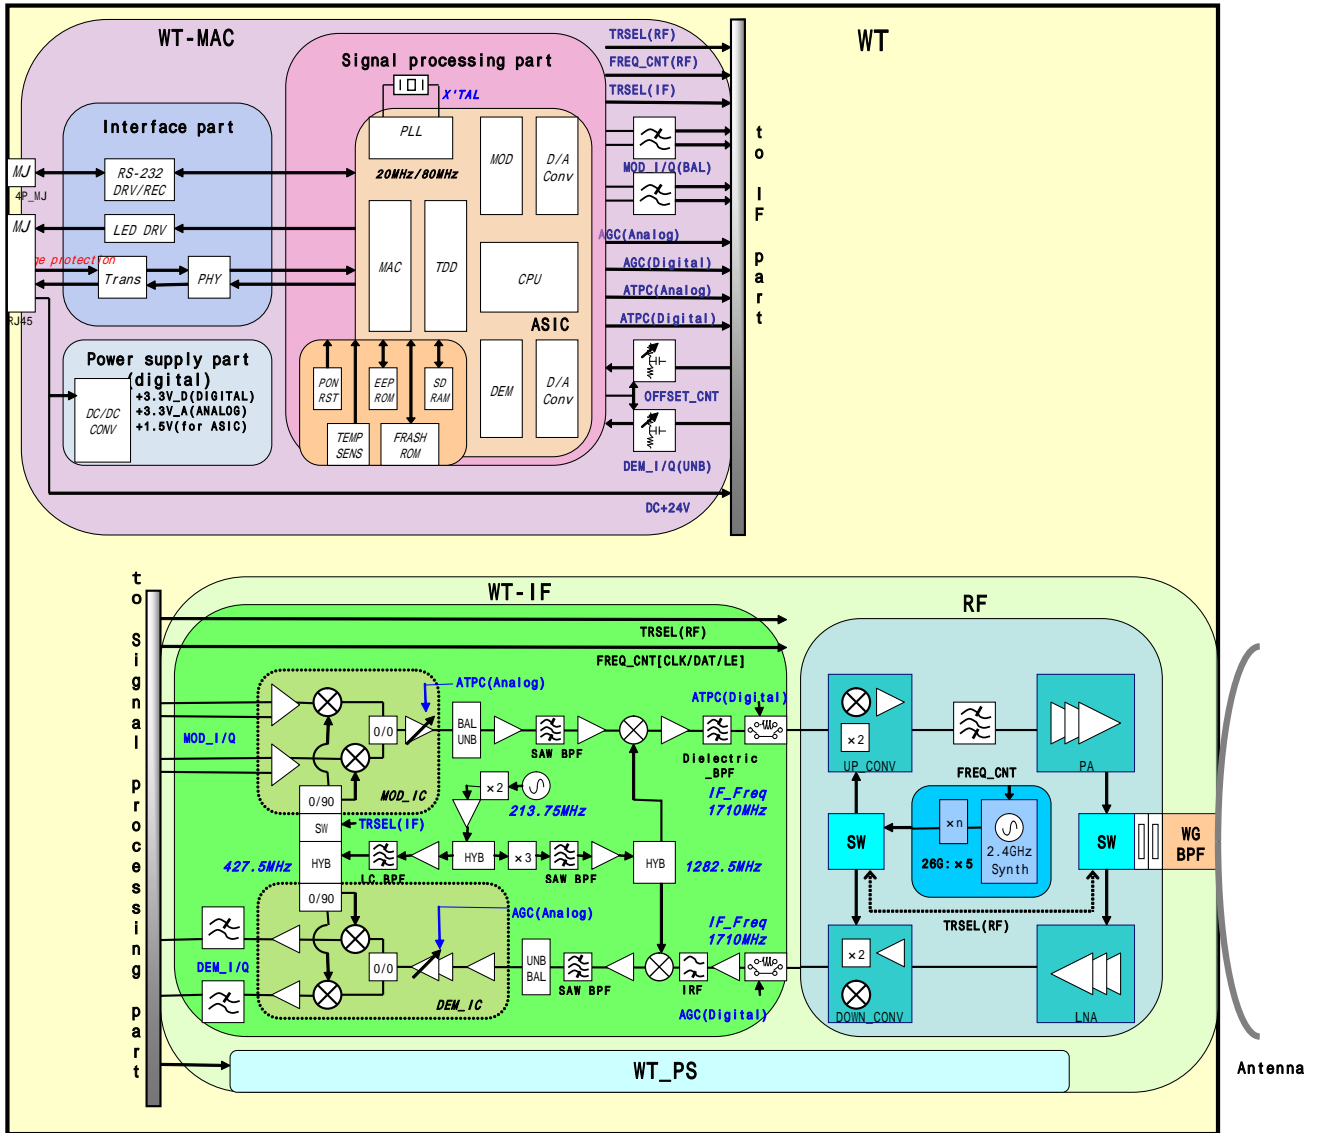 WT-MAC
WT
Signal processing part
X'TAL
Interface part
PLL
20MHz/80MHz
MOD
D/A
Conv
MJ
4P_MJ
RS-232
DRV/REC
MJ
LED DRV
ge protection
Trans
PHY
RJ45
MAC
TDD
CPU
ASIC
Power supply part
(digital)
+3.3V_D(DIGITAL)
+3.3V_A(ANALOG)
+1.5V(for ASIC)
DC/DC
CONV
PON
RST
EEP
ROM
SD
RAM
TEMP
SENS
FRASH
ROM
DEM
D/A
Conv
TRSEL(RF)
FREQ_CNT(RF)
TRSEL(IF)
MOD_I/Q(BAL)
AGC(Analog)
AGC(Digital)
ATPC(Analog)
ATPC(Digital)
OFFSET_CNT
DEM_I/Q(UNB)
DC+24V
to IF part
to Signal processing part
WT-IF
RF
TRSEL(RF)
FREQ_CNT[CLK/DAT/LE]
ATPC(Analog)
ATPC(Digital)
MOD_I/Q
0/0
BAL
UNB
SAW BPF
Dielectric
_BPF
MOD_IC
0/90
×2
213.75MHz
IF_Freq
1710MHz
SW
TRSEL(IF)
427.5MHz
HYB
LC BPF
HYB
×3
SAW BPF
HYB
1282.5MHz
0/90
AGC(Analog)
IF_Freq
1710MHz
DEM_I/Q
0/0
UNB
BAL
SAW BPF
IRF
DEM_IC
AGC(Digital)
×2
UP_CONV
PA
FREQ_CNT
SW
×n
2.4GHz
Synth
26G:×5
SW
WG
BPF
TRSEL(RF)
×2
DOWN_CONV
LNA
WT_PS
Antenna